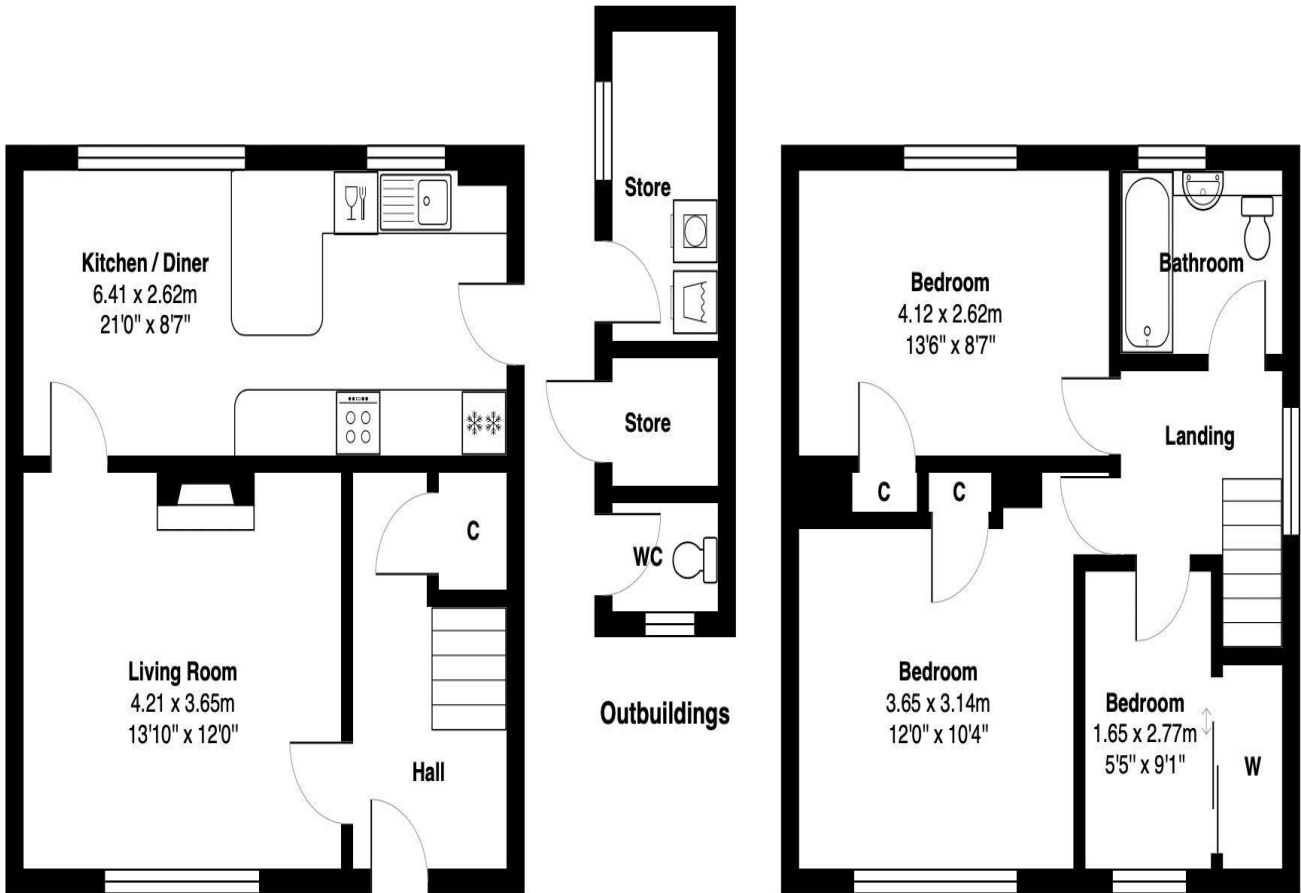 Kitchen / Diner
6.41 x 2.62m
21'0" x 8'7"
Living Room
4.21 x 3.65m
13'10" x 12'0"
C
Hall
Store
Store
WC
Outbuildings
Bedroom
4.12 x 2.62m
13'6" x 8'7"
Bathroom
Landing
C
C
Bedroom
3.65 x 3.14m
12'0" x 10'4"
Bedroom
1.65 x 2.77m
5'5" x 9'1"
W